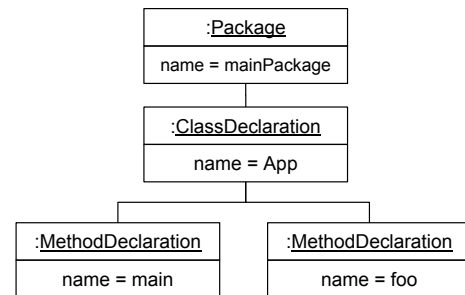 :Package
name = mainPackage
:ClassDeclaration
name = App
:MethodDeclaration
name = main
:MethodDeclaration
name = foo